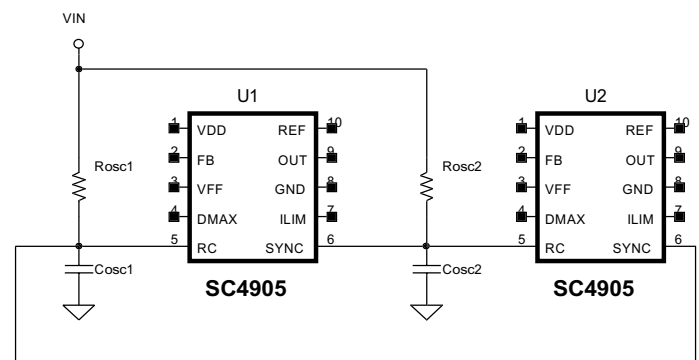 VIN
U1
U2
1 VDD REF 10
2 FB OUT 9
Rosc1
3 VFF GND 8
4 DMAX ILIM 7
5 RC SYNC 6
Cosc1
SC4905
Rosc2
Cosc2
1 VDD REF 10
2 FB OUT 9
3 VFF GND 8
4 DMAX ILIM 7
5 RC SYNC 6
SC4905